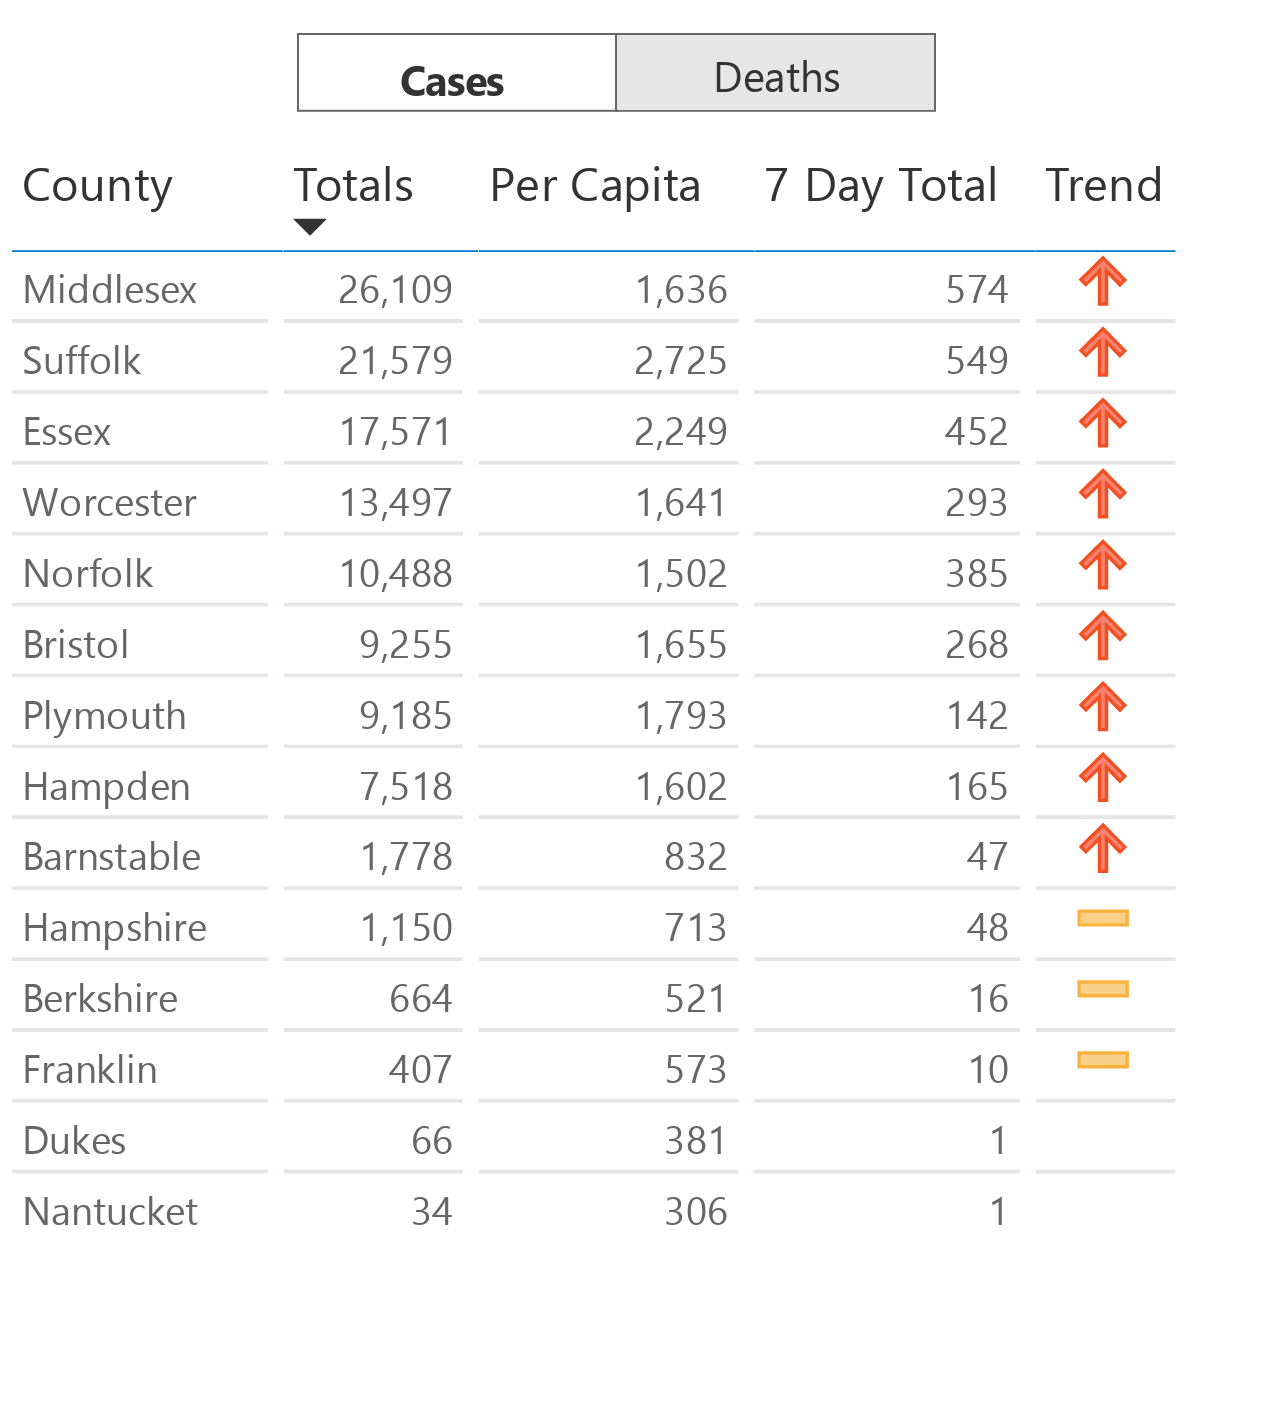 Cases Deaths
County Totals Per Capita 7 Day Total Trend
Middlesex 26,109 1,636 574
Suffolk 21,579 2,725 549
Essex 17,571 2,249 452
Worcester 13,497 1,641 293
Norfolk 10,488 1,502 385
Bristol 9,255 1,655 268
Plymouth 9,185 1,793 142
Hampden 7,518 1,602 165
Barnstable 1,778 832 47
Hampshire 1,150 713 48
Berkshire 664 521 16
Franklin 407 573 10
Dukes 66 381 1
Nantucket 34 306 1